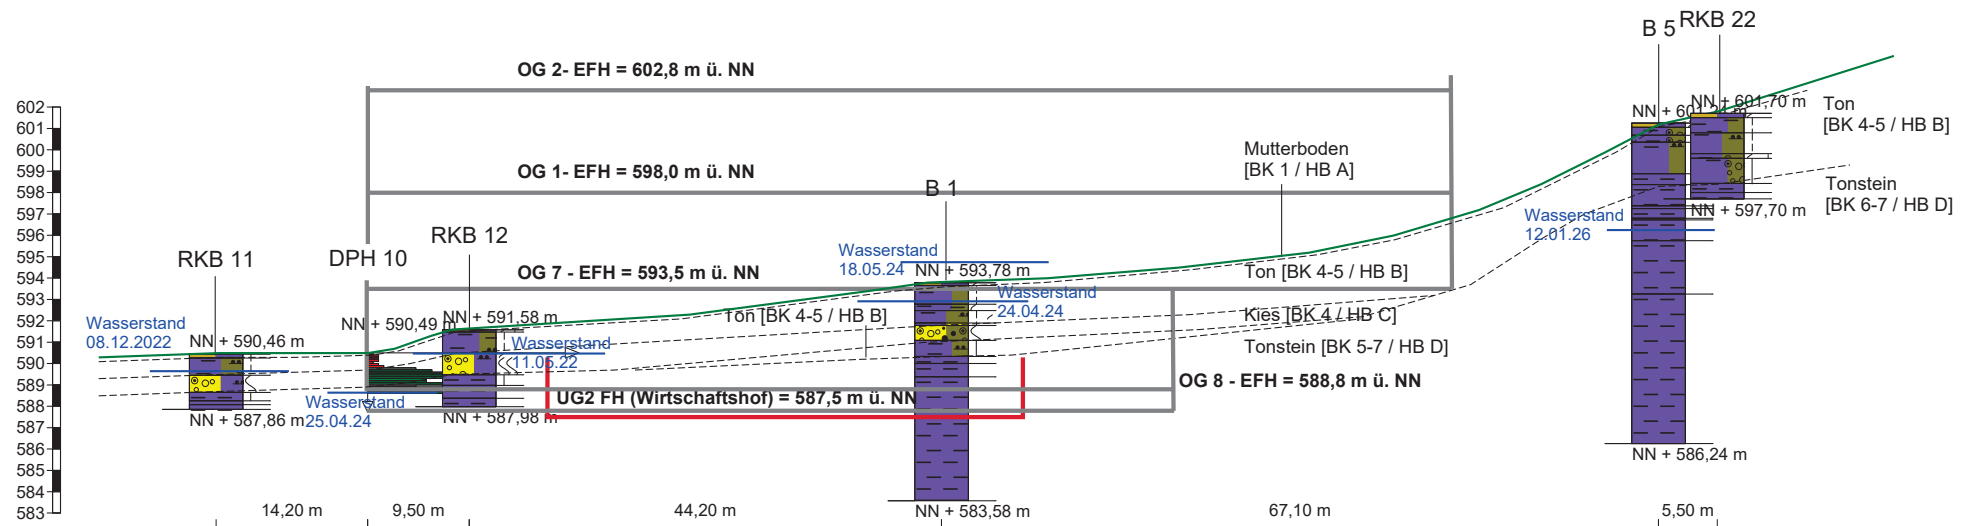 B 5
RKB 22
OG 2- EFH = 602,8 m ü. NN
602
601
600
599
598
597
596
595
594
593
592
591
590
589
588
587
586
585
584
583
NN + 601,24 m
NN + 601,70 m
Ton
[BK 4-5 / HB B]
Mutterboden
[BK 1 / HB A]
OG 1- EFH = 598,0 m ü. NN
B 1
Tonstein
[BK 6-7 / HB D]
NN + 597,70 m
Wasserstand
12.01.26
RKB 11
DPH 10
RKB 12
Wasserstand
18.05.24
NN + 593,78 m
OG 7 - EFH = 593,5 m ü. NN
Ton [BK 4-5 / HB B]
Wasserstand
24.04.24
Wasserstand
08.12.2022
NN + 590,46 m
NN + 590,49 m
NN + 591,58 m
Ton [BK 4-5 / HB B]
Kies [BK 4 / HB C]
Wasserstand
11.05.22
Tonstein [BK 5-7 / HB D]
OG 8 - EFH = 588,8 m ü. NN
UG2 FH (Wirtschaftshof) = 587,5 m ü. NN
Wasserstand
25.04.24
NN + 587,86 m
NN + 587,98 m
NN + 586,24 m
NN + 583,58 m
14,20 m
9,50 m
44,20 m
67,10 m
5,50 m